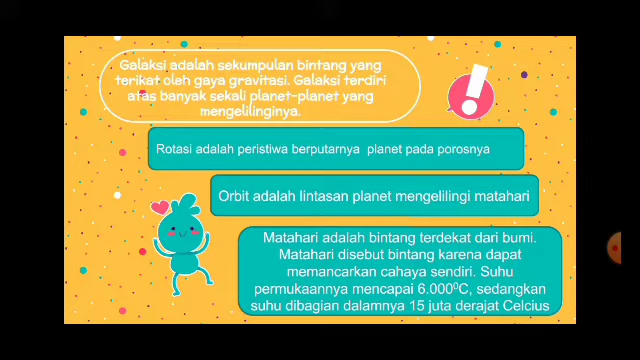 Galaksi adalah sekumpulan bintang yang
terikat oleh gaya gravitasi. Galaksi terdiri
atas banyak sekali planet-planet yang
mengelilinginya.
Rotasi adalah peristiwa berputarnya planet pada porosnya
Orbit adalah lintasan planet mengelilingi matahari
Matahari adalah bintang terdekat dari bumi.
Matahari disebut bintang karena dapat
memancarkan cahaya sendiri. Suhu
permukaannya mencapai 6.000⁰C, sedangkan
suhu dibagian dalamnya 15 juta derajat Celcius